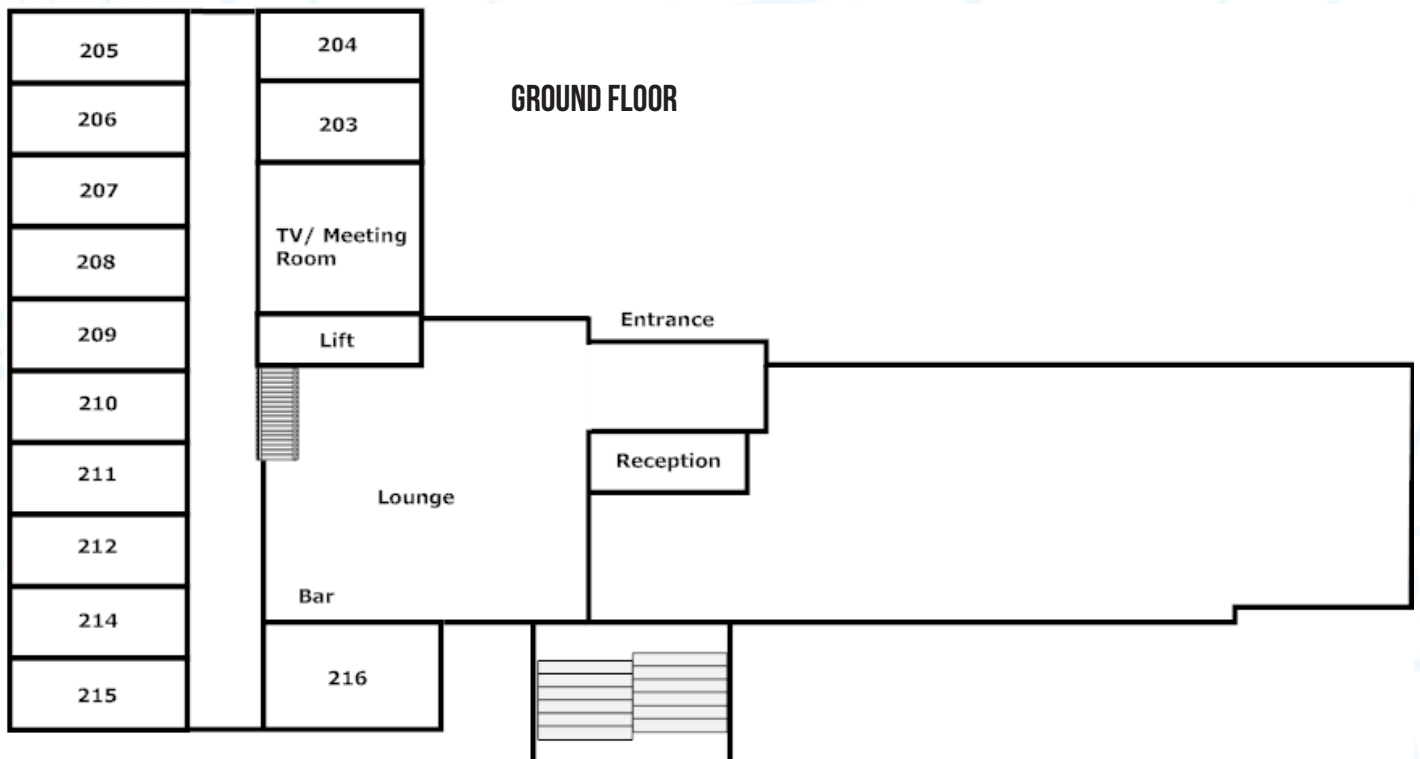 205
204
GROUND FLOOR
206
203
207
TV/ Meeting
Room
208
Entrance
209
Lift
210
Reception
211
Lounge
212
Bar
214
216
215